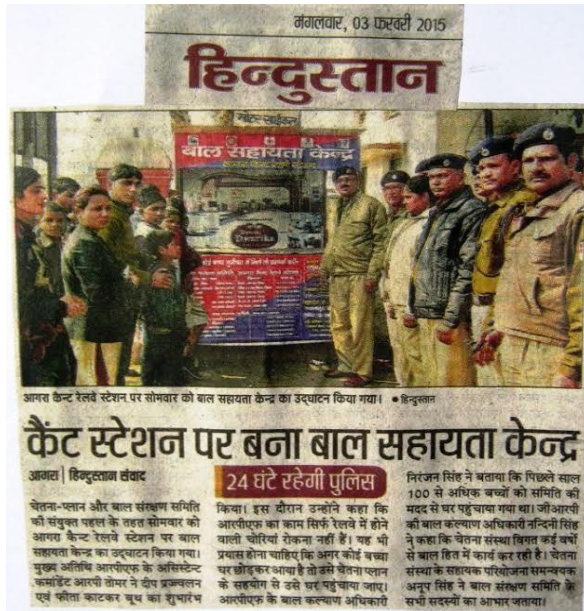 मंगलवार, 03 फरवरी 2015
हिन्दुस्तान
बाल सहायता केन्द्र
आगरा कैन्ट रेलवे स्टेशन पर सोमवार को बाल सहायता केन्द्र का उद्घाटन किया गया। ● हिन्दुस्तान
कैंट स्टेशन पर बना बाल सहायता केन्द्र
आगरा | हिन्दुस्तान संवाद
चेतना-प्लान और बाल संरक्षण समिति
की संयुक्त पहल के तहत सोमवार को
आगरा कैन्ट रेलवे स्टेशन पर बाल
सहायता केन्द्र का उद्घाटन किया गया।
मुख्य अतिथि आरपीएफ के असिस्टेन्ट
कमांडेंट आरपी तोमर ने दीप प्रज्ज्वलन
एवं फीता काटकर बूथ का शुभारंभ
24 घंटे रहेगी पुलिस
किया। इस दौरान उन्होंने कहा कि
आरपीएफ का काम सिर्फ रेलवे में होने
वाली चोरियां रोकना नहीं हैं। यह भी
प्रयास होना चाहिए कि अगर कोई बच्चा
घर छोड़कर आया है तो उसे चेतना प्लान
के सहयोग से उसे घर पहुंचाया जाए।
आरपीएफ के बाल कल्याण अधिकारी
निरंजन सिंह ने बताया कि पिछले साल
100 से अधिक बच्चों को समिति की
मदद से घर पहुंचाया गया था। जीआरपी
की बाल कल्याण अधिकारी नन्दिनी सिंह
ने कहा कि चेतना संस्था विगत कई वर्षों
से बाल हित में कार्य कर रही है। चेतना
संस्था के सहायक परियोजना समन्वयक
अनूप सिंह ने बाल संरक्षण समिति के
सभी सदस्यों का आभार जताया।